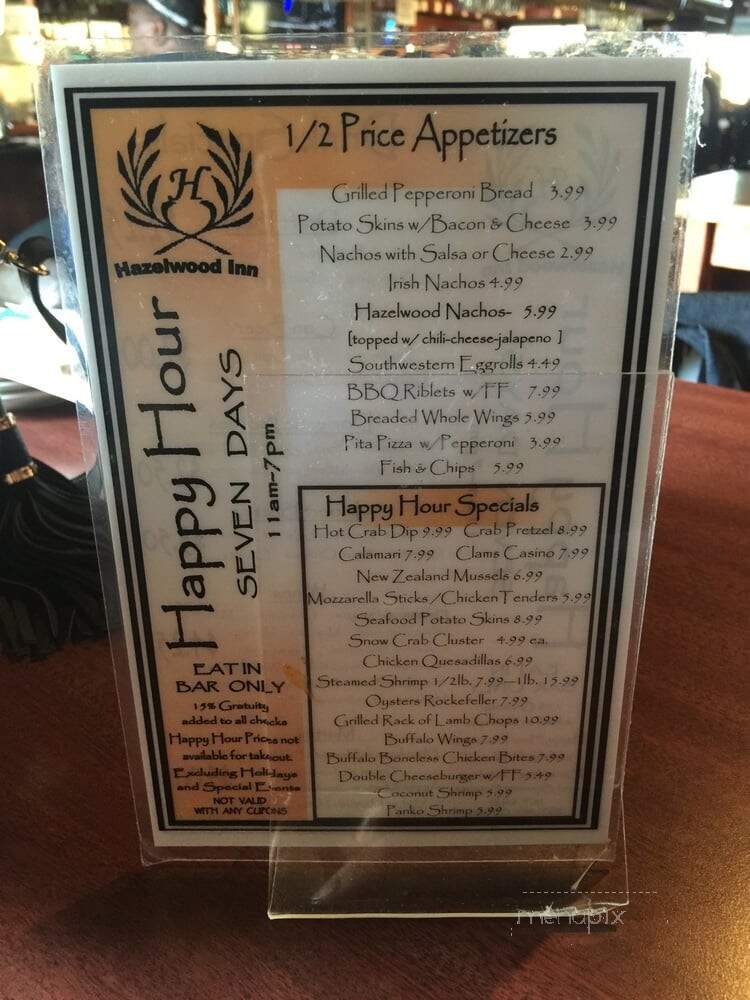 1/2 Price Appetizers
H
Hazelwood Inn
Happy Hour
SEVEN DAYS
11am-7pm
EAT IN
BAR ONLY
15% Gratuity
added to all checks
Happy Hour Prices not
available for takeout.
Excluding Holidays
and Special Events
NOT VALID
WITH ANY CUPONS
Grilled Pepperoni Bread 3.99
Potato Skins w/Bacon & Cheese 3.99
Nachos with Salsa or Cheese 2.99
Irish Nachos 4.99
Hazelwood Nachos- 5.99
[topped w/ chili-cheese-jalapeno ]
Southwestern Eggrolls 4.49
BBQ Riblets w/FF 7.99
Breaded Whole Wings 5.99
Pita Pizza w/Pepperoni 3.99
Fish & Chips 5.99
Happy Hour Specials
Hot Crab Dip 9.99 Crab Pretzel 8.99
Calamari 7.99 Clams Casino 7.99
New Zealand Mussels 6.99
Mozzarella Sticks /Chicken Tenders 5.99
Seafood Potato Skins 8.99
Snow Crab Cluster 4.99 ea.
Chicken Quesadillas 6.99
Steamed Shrimp 1/2lb. 7.99—1lb. 15.99
Oysters Rockefeller 7.99
Grilled Rack of Lamb Chops 10.99
Buffalo Wings 7.99
Buffalo Boneless Chicken Bites 7.99
Double Cheeseburger w/FF 5.49
Coconut Shrimp 5.99
Panko Shrimp 5.99
menupix